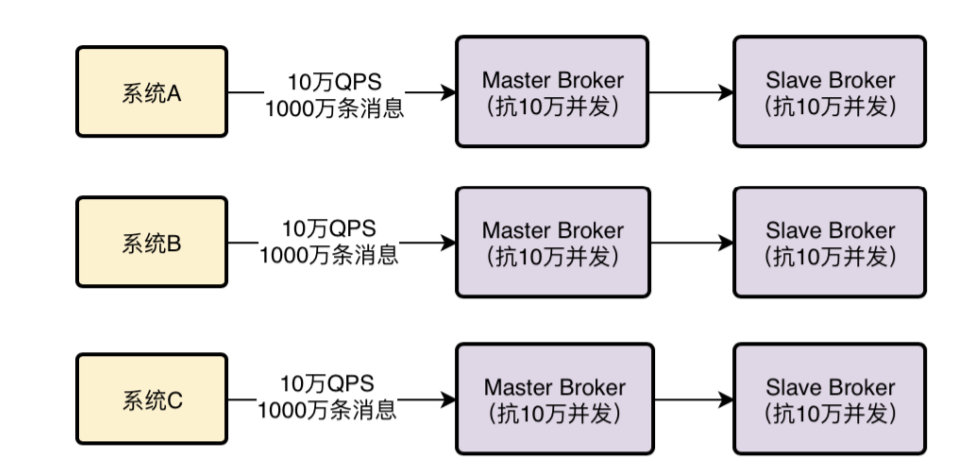 系统A
10万QPS
1000万条消息
Master Broker
（抗10万并发）
Slave Broker
（抗10万并发）
系统B
10万QPS
1000万条消息
Master Broker
（抗10万并发）
Slave Broker
（抗10万并发）
系统C
10万QPS
1000万条消息
Master Broker
（抗10万并发）
Slave Broker
（抗10万并发）